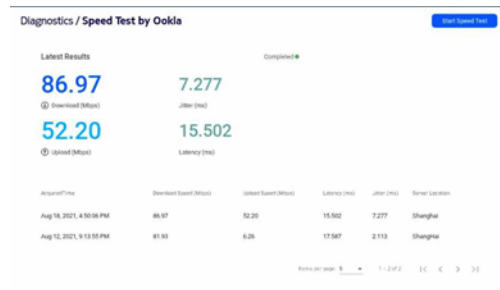 Diagnostics / Speed Test by Ookla
Start Speed Test
Latest Results
Completed
86.97
7.277
Download (Mbps)
Jitter (ms)
52.20
15.502
Upload (Mbps)
Latency (ms)
AcquiredTime Download Speed (Mbps) Upload Speed (Mbps) Latency (ms) Jitter (ms) Server Location
Aug 18, 2021, 4:50:06 PM 86.97 52.20 15.502 7.277 Shanghai
Aug 12, 2021, 9:13:55 PM 81.93 6.26 17.587 2.113 ShangHai
Items per page: 5 1 - 2 of 2